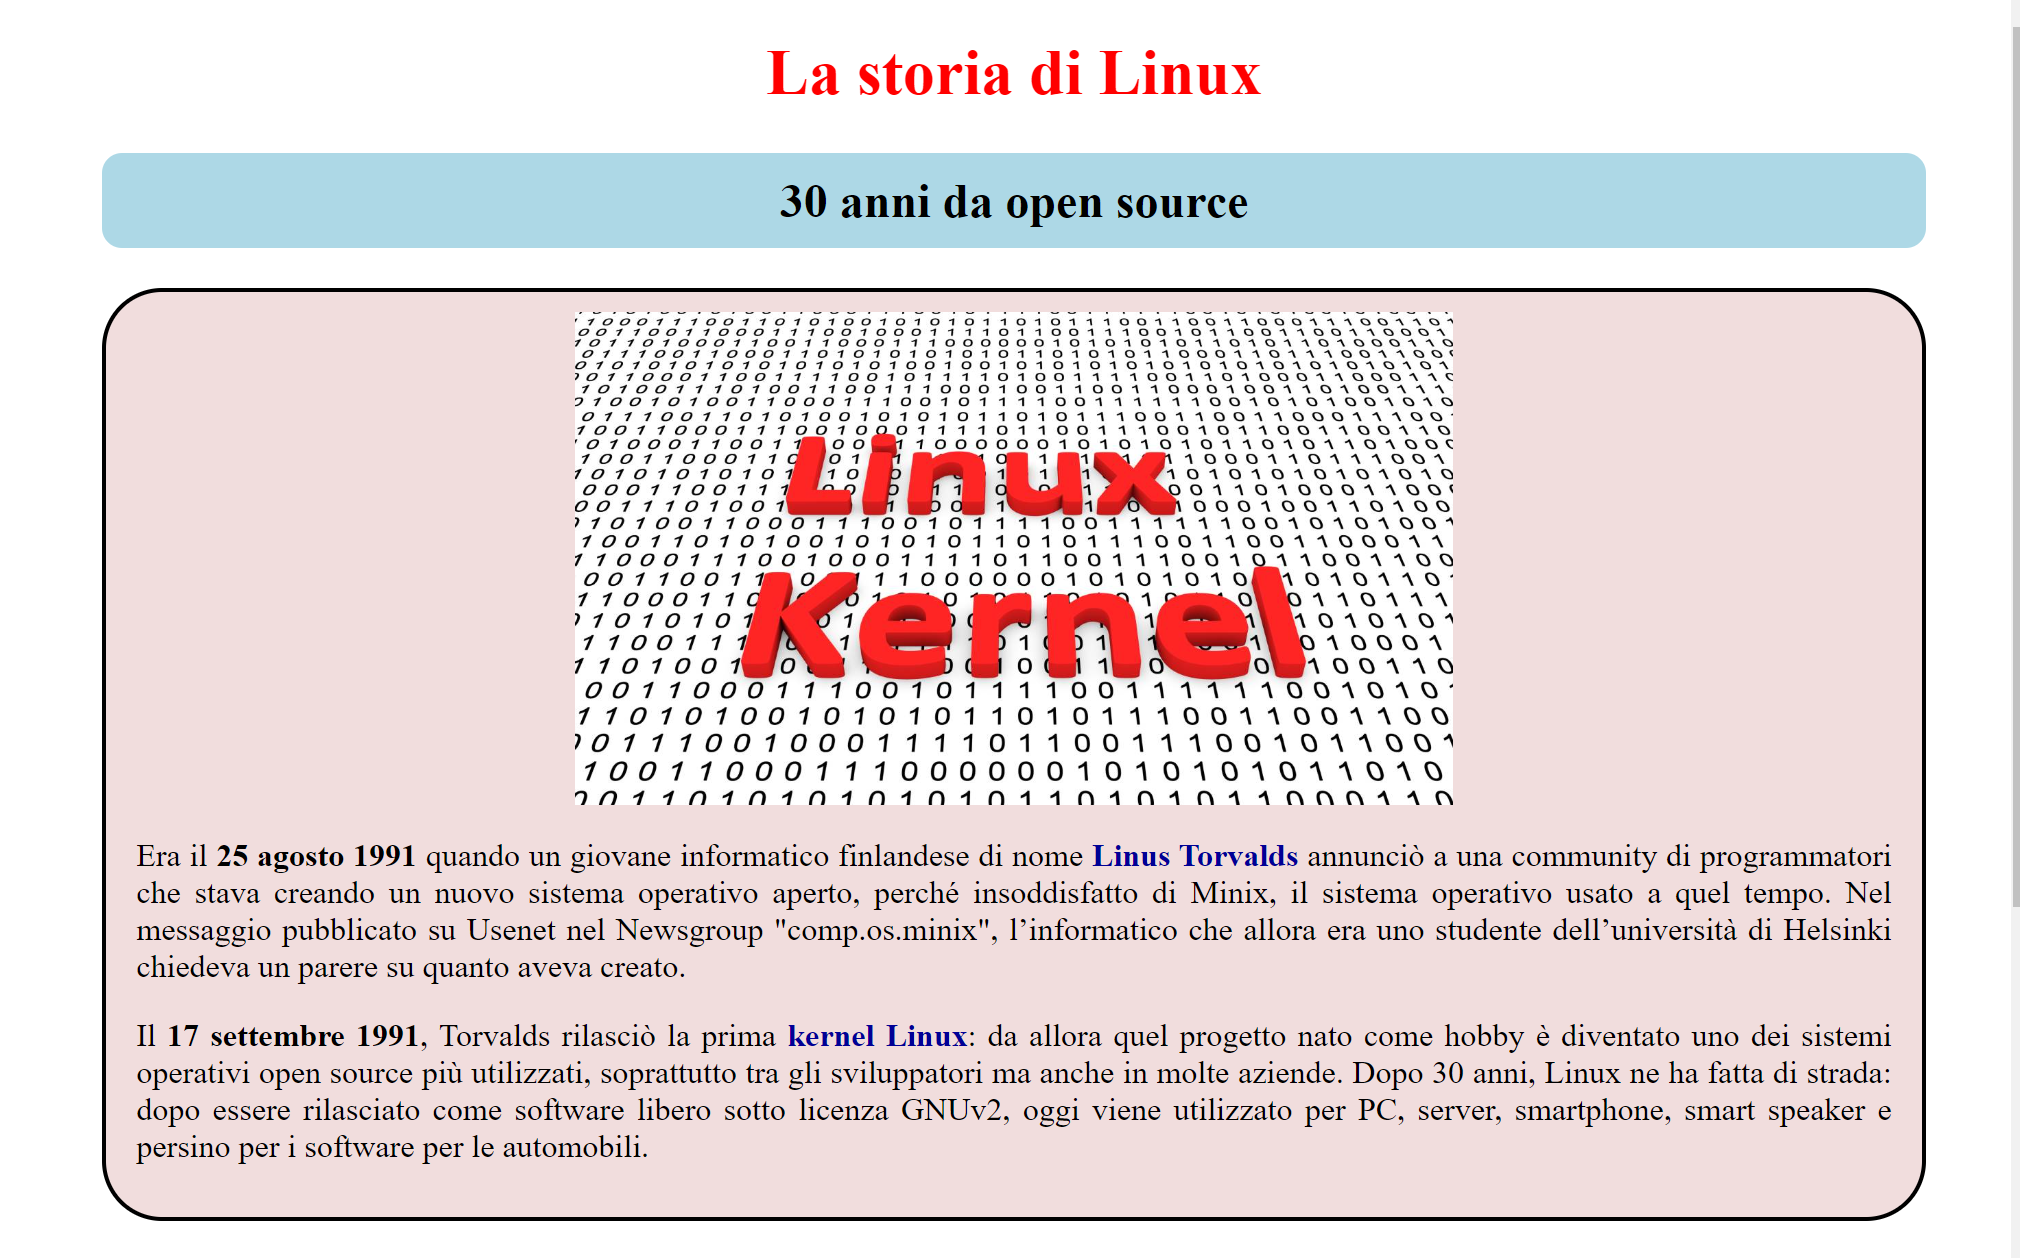 La storia di Linux
30 anni da open source
Linux
Kernel
Era il 25 agosto 1991 quando un giovane informatico finlandese di nome Linus Torvalds annunciò a una community di programmatori
che stava creando un nuovo sistema operativo aperto, perché insoddisfatto di Minix, il sistema operativo usato a quel tempo. Nel
messaggio pubblicato su Usenet nel Newsgroup "comp.os.minix", l’informatico che allora era uno studente dell’università di Helsinki
chiedeva un parere su quanto aveva creato.
Il 17 settembre 1991, Torvalds rilasciò la prima kernel Linux: da allora quel progetto nato come hobby è diventato uno dei sistemi
operativi open source più utilizzati, soprattutto tra gli sviluppatori ma anche in molte aziende. Dopo 30 anni, Linux ne ha fatta di strada:
dopo essere rilasciato come software libero sotto licenza GNUv2, oggi viene utilizzato per PC, server, smartphone, smart speaker e
persino per i software per le automobili.